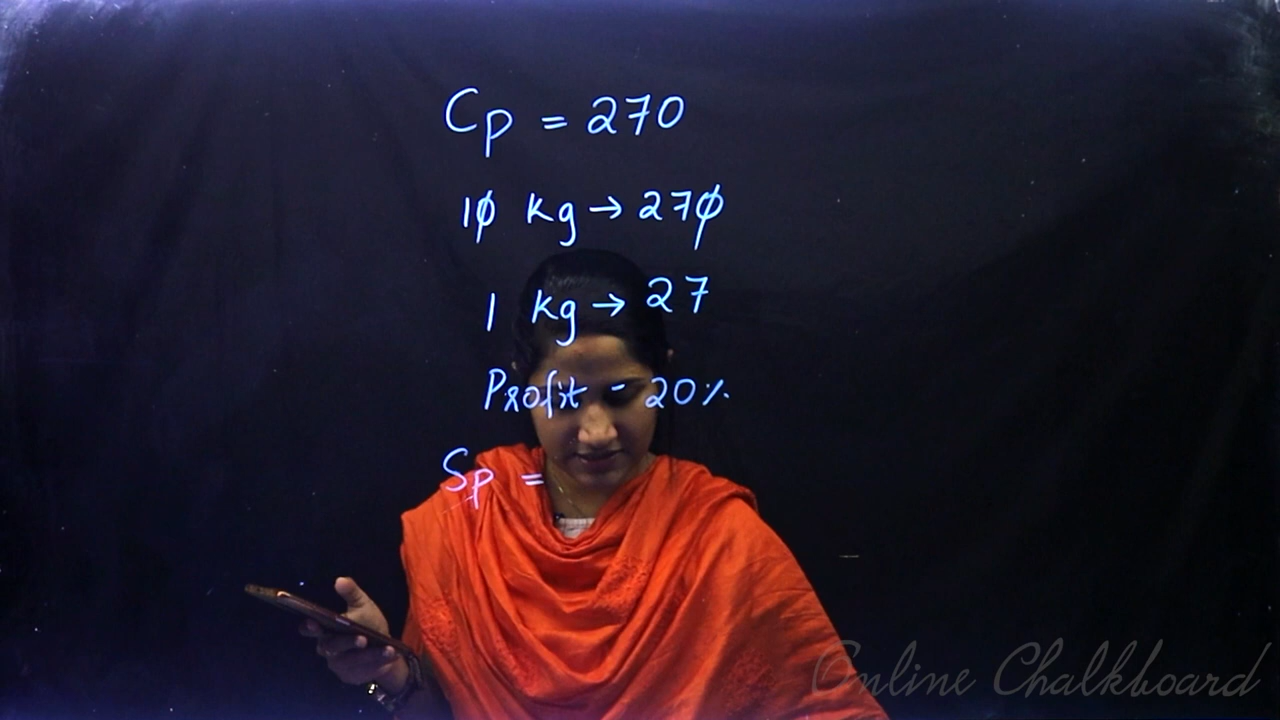 Cp = 270
10 kg → 270
1 kg → 27
Profit - 20%
Sp =
Online Chalkboard